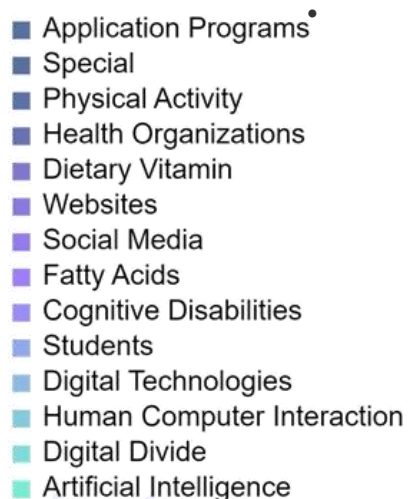 Application Programs
Special
Physical Activity
Health Organizations
Dietary Vitamin
Websites
Social Media
Fatty Acids
Cognitive Disabilities
Students
Digital Technologies
Human Computer Interaction
Digital Divide
Artificial Intelligence